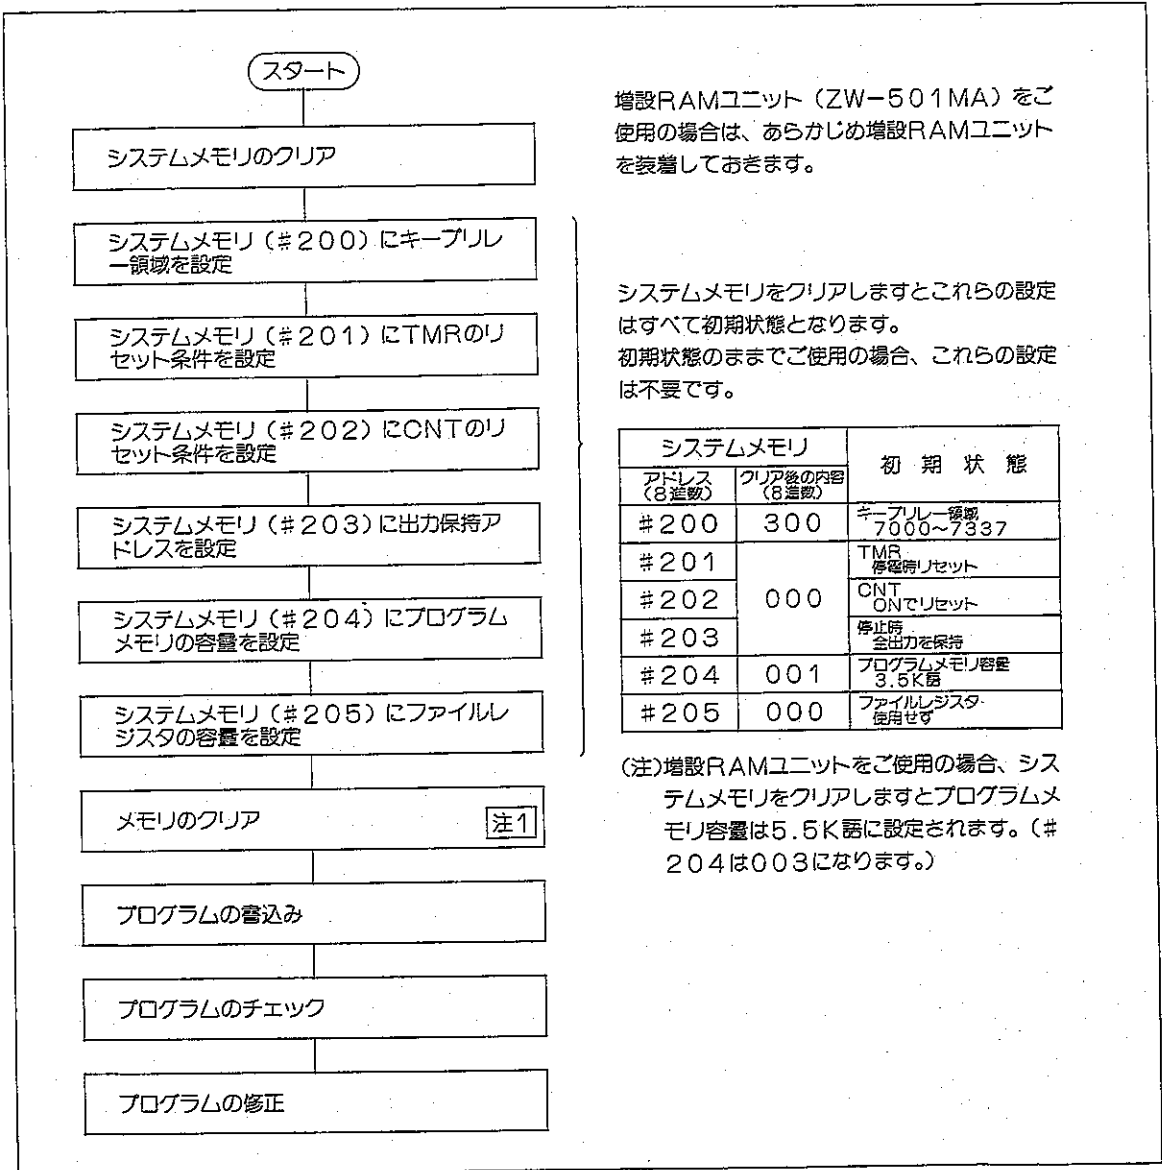 スタート
システムメモリのクリア
システムメモリ(#200)にキープリレ
ー領域を設定
システムメモリ(#201)にTMRのリ
セット条件を設定
システムメモリ(#202)にCNTのリ
セット条件を設定
システムメモリ(#203)に出力保持ア
ドレスを設定
システムメモリ(#204)にプログラム
メモリの容量を設定
システムメモリ(#205)にファイルレ
ジスタの容量を設定
メモリのクリア 注1
プログラムの書込み
プログラムのチェック
プログラムの修正
増設RAMユニット(ZW-501MA)をご
使用の場合は、あらかじめ増設RAMユニット
を装着しておきます。
システムメモリをクリアしますとこれらの設定
はすべて初期状態となります。
初期状態のままでご使用の場合、これらの設定
は不要です。
システムメモリ 初期状態
アドレス クリア後の内容
(8進数) (8進数)
#200 300 キープリレー領域
7000~7337
#201 TMR
停電時リセット
#202 000 CNT
ONでリセット
#203 停止時
全出力を保持
#204 001 プログラムメモリ容量
3.5K語
#205 000 ファイルレジスタ
使用せず
(注)増設RAMユニットをご使用の場合、シス
テムメモリをクリアしますとプログラムメ
モリ容量は5.5K語に設定されます。(#
204は003になります。)